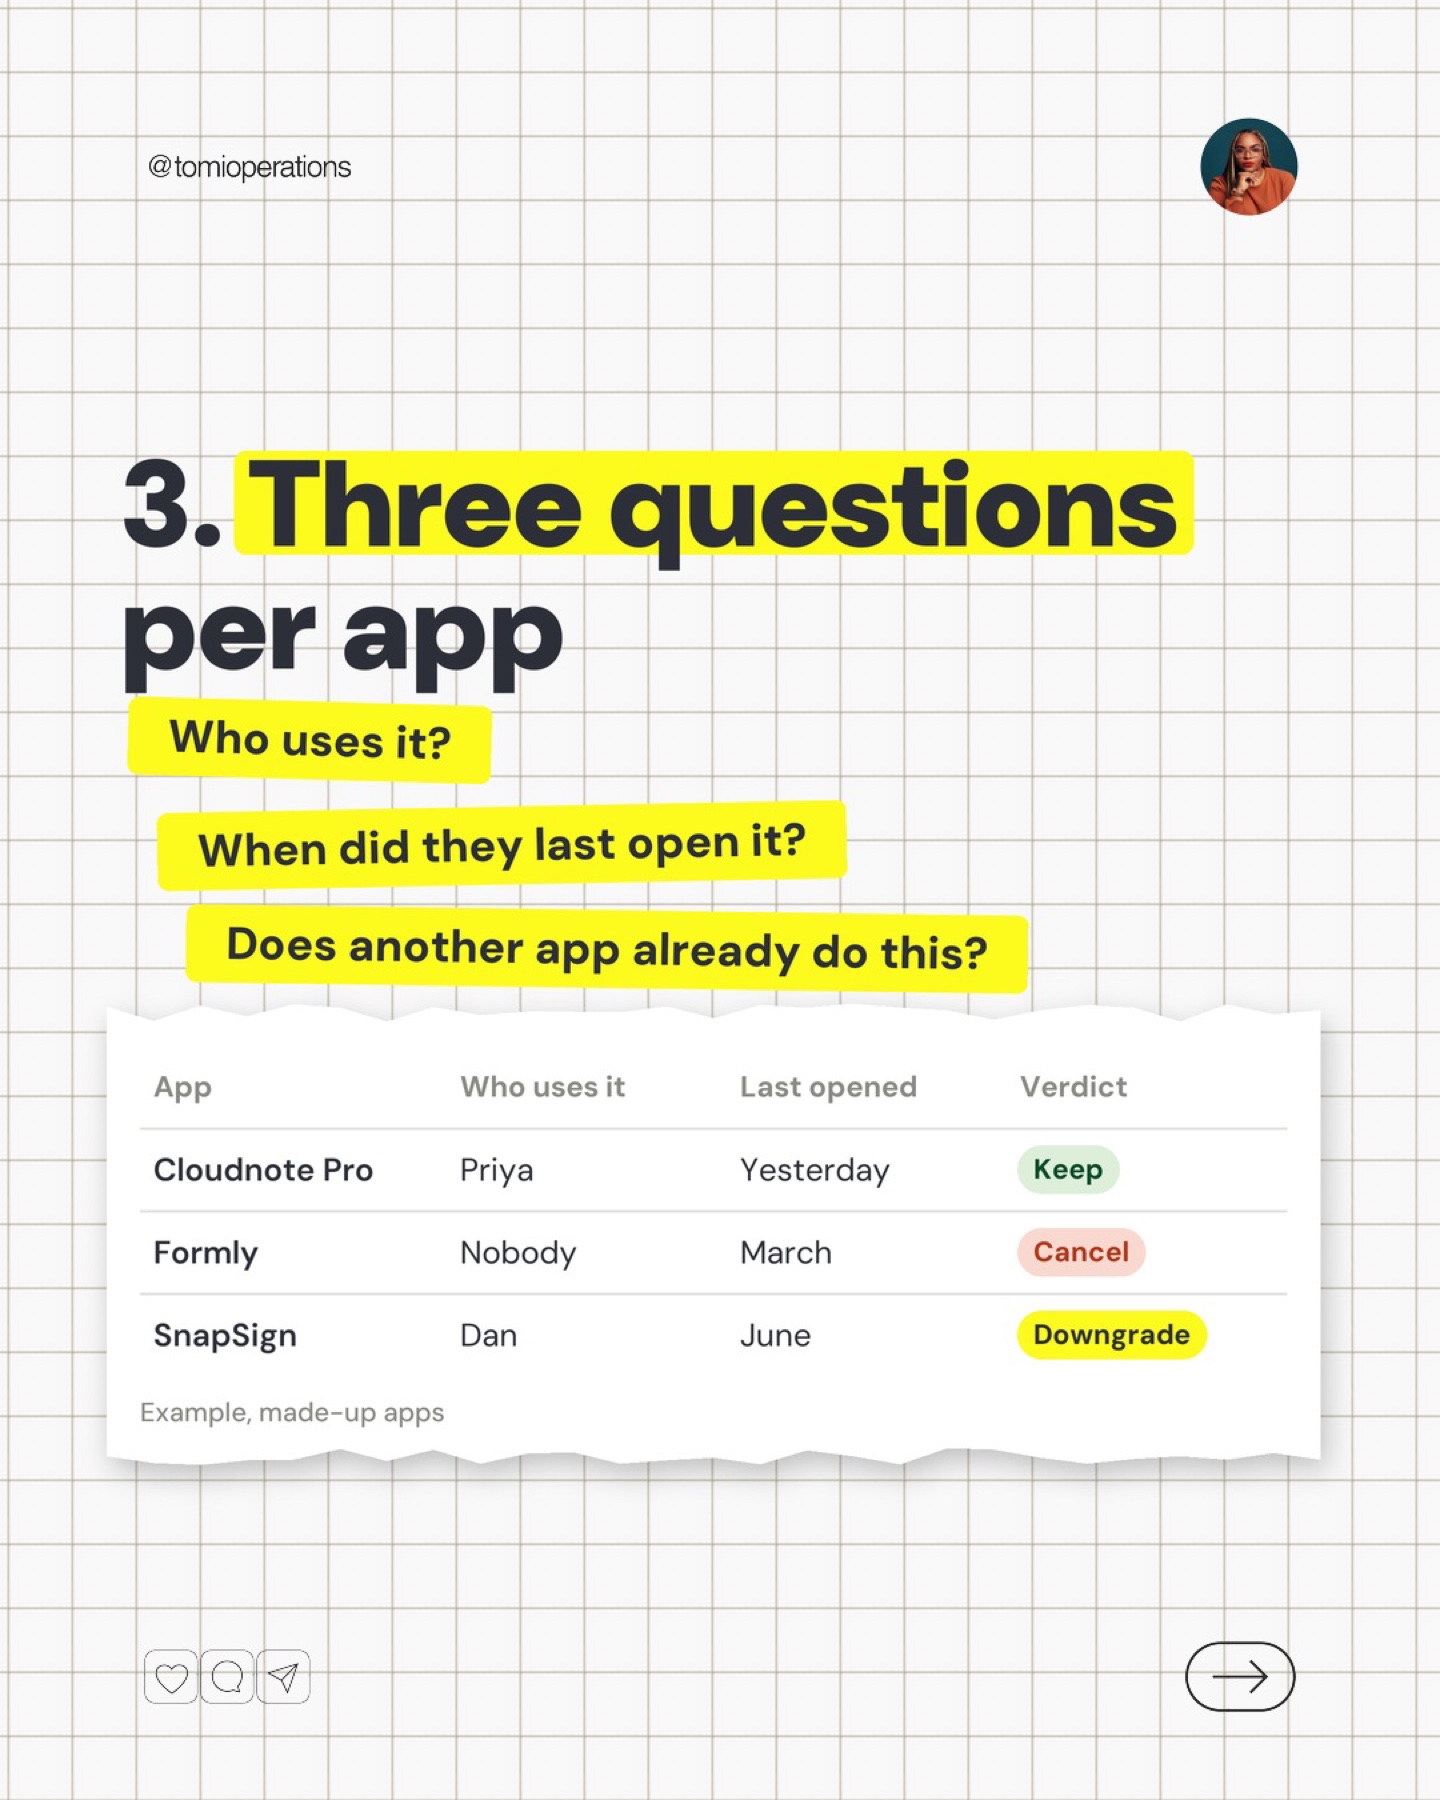 @tomioperations
3. Three questions
per app
Who uses it?
When did they last open it?
Does another app already do this?
App Who uses it Last opened Verdict
Cloudnote Pro Priya Yesterday Keep
Formly Nobody March Cancel
SnapSign Dan June Downgrade
Example, made-up apps